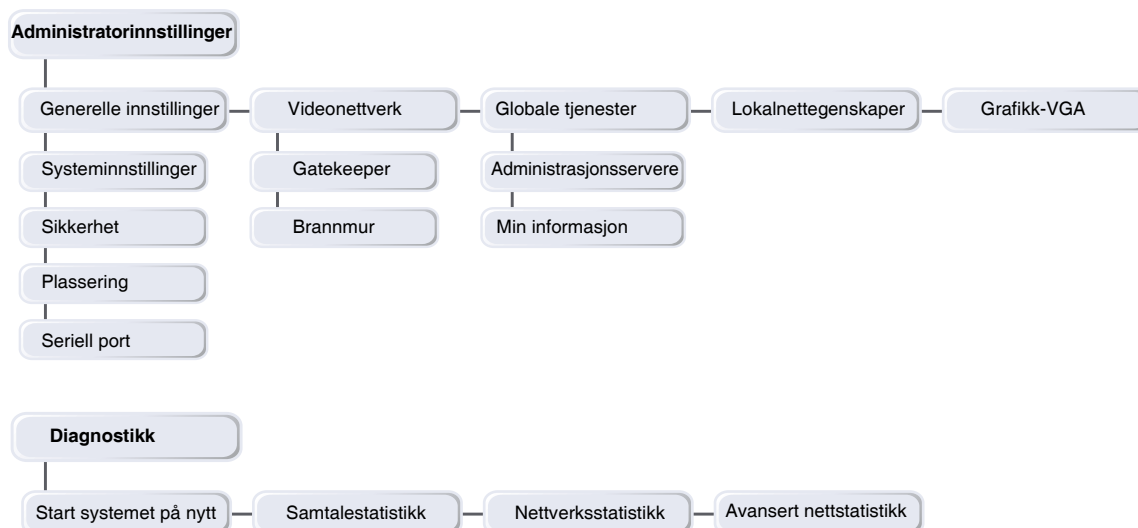 Administratorinnstillinger
Generelle innstillinger
Videonettverk
Globale tjenester
Lokalnettegenskaper
Grafikk-VGA
Systeminnstillinger
Gatekeeper
Administrasjonsservere
Sikkerhet
Brannmur
Min informasjon
Plassering
Seriell port
Diagnostikk
Start systemet på nytt
Samtalestatistikk
Nettverksstatistikk
Avansert nettstatistikk